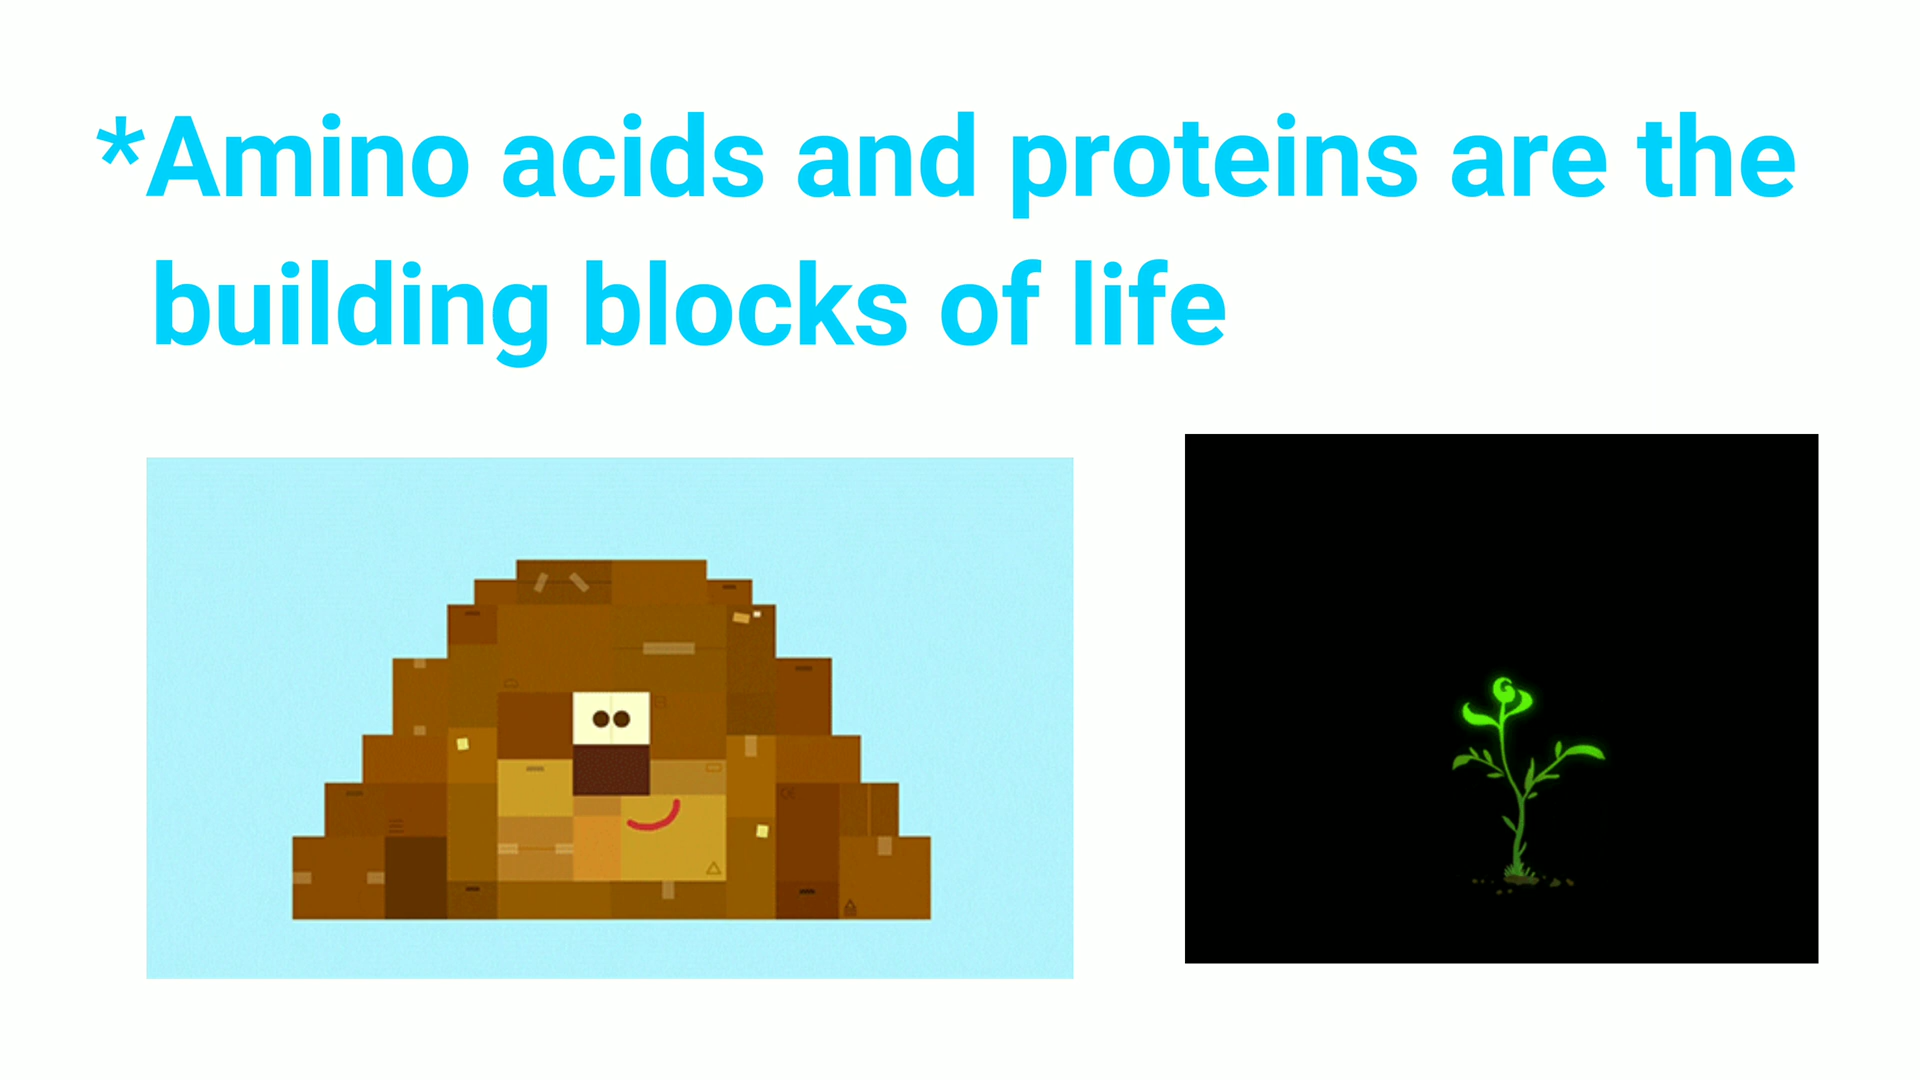 *Amino acids and proteins are the
building blocks of life